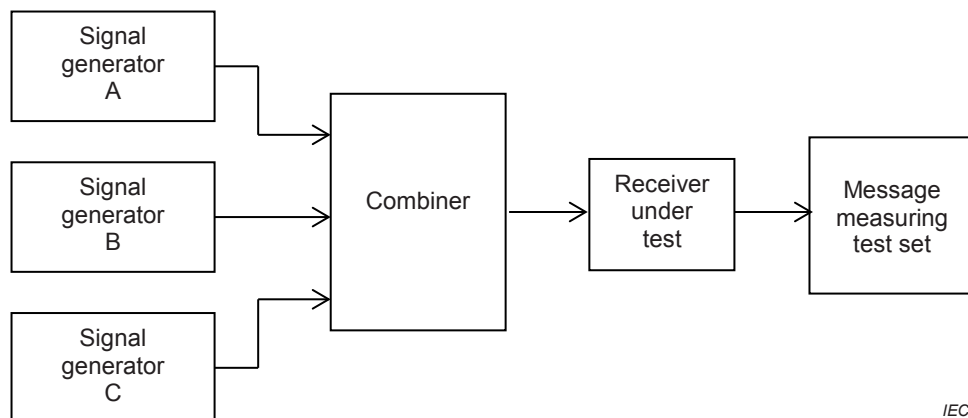 Signal
generator
A
Signal
generator
B
Signal
generator
C
Combiner
Receiver
under
test
Message
measuring
test set
IEC